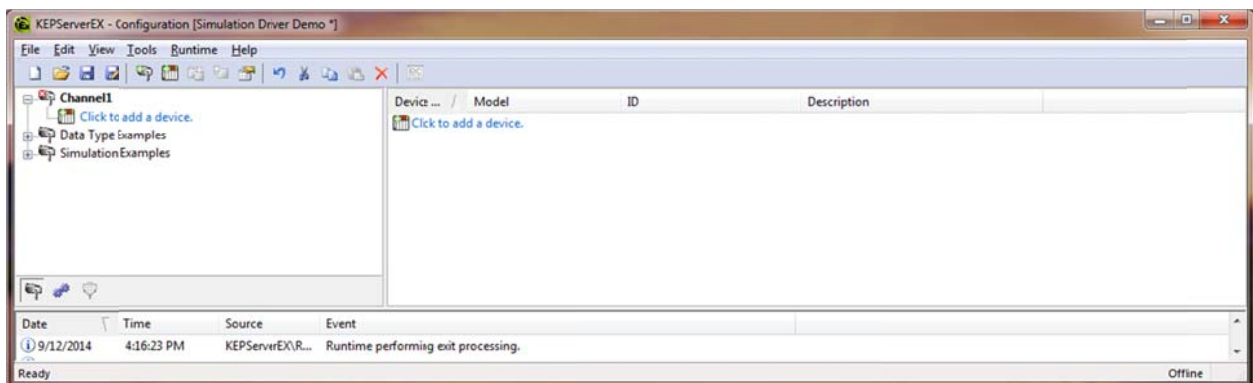 KEPServerEX - Configuration [Simulation Driver Demo *]
File Edit View Tools Runtime Help
Channel1
Click to add a device.
Data Type Examples
Simulation Examples
Device ... / Model ID Description
Click to add a device.
Date Time Source Event
9/12/2014 4:16:23 PM KEPServerEX\R... Runtime performing exit processing.
Ready Offline